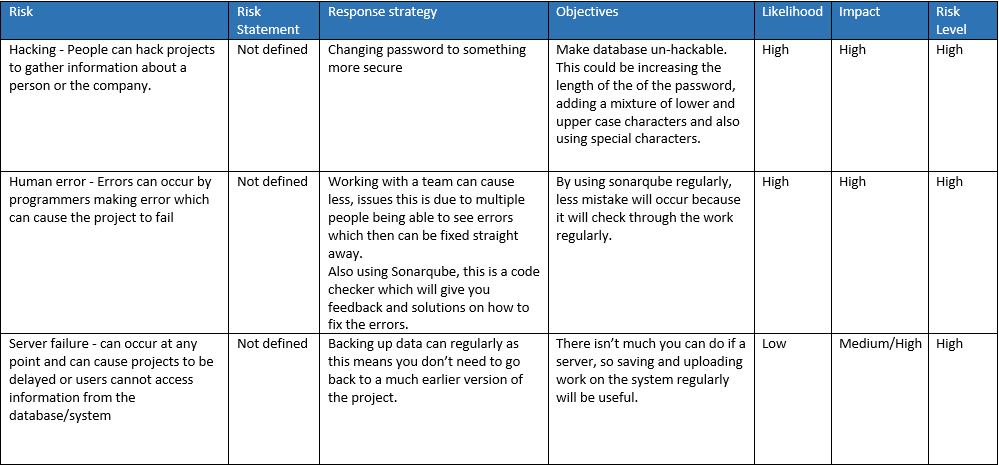 Risk
Risk
Statement
Response strategy
Objectives
Likelihood
Impact
Risk
Level
Hacking - People can hack projects
to gather information about a
person or the company.
Not defined
Changing password to something
more secure
Make database un-hackable.
This could be increasing the
length of the of the password,
adding a mixture of lower and
upper case characters and also
using special characters.
High
High
High
Human error - Errors can occur by
programmers making error which
can cause the project to fail
Not defined
Working with a team can cause
less, issues this is due to multiple
people being able to see errors
which then can be fixed straight
away.
Also using Sonarqube, this is a code
checker which will give you
feedback and solutions on how to
fix the errors.
By using sonarqube regularly,
less mistake will occur because
it will check through the work
regularly.
High
High
High
Server failure - can occur at any
point and can cause projects to be
delayed or users cannot access
information from the
database/system
Not defined
Backing up data can regularly as
this means you don’t need to go
back to a much earlier version of
the project.
There isn’t much you can do if a
server, so saving and uploading
work on the system regularly
will be useful.
Low
Medium/High
High